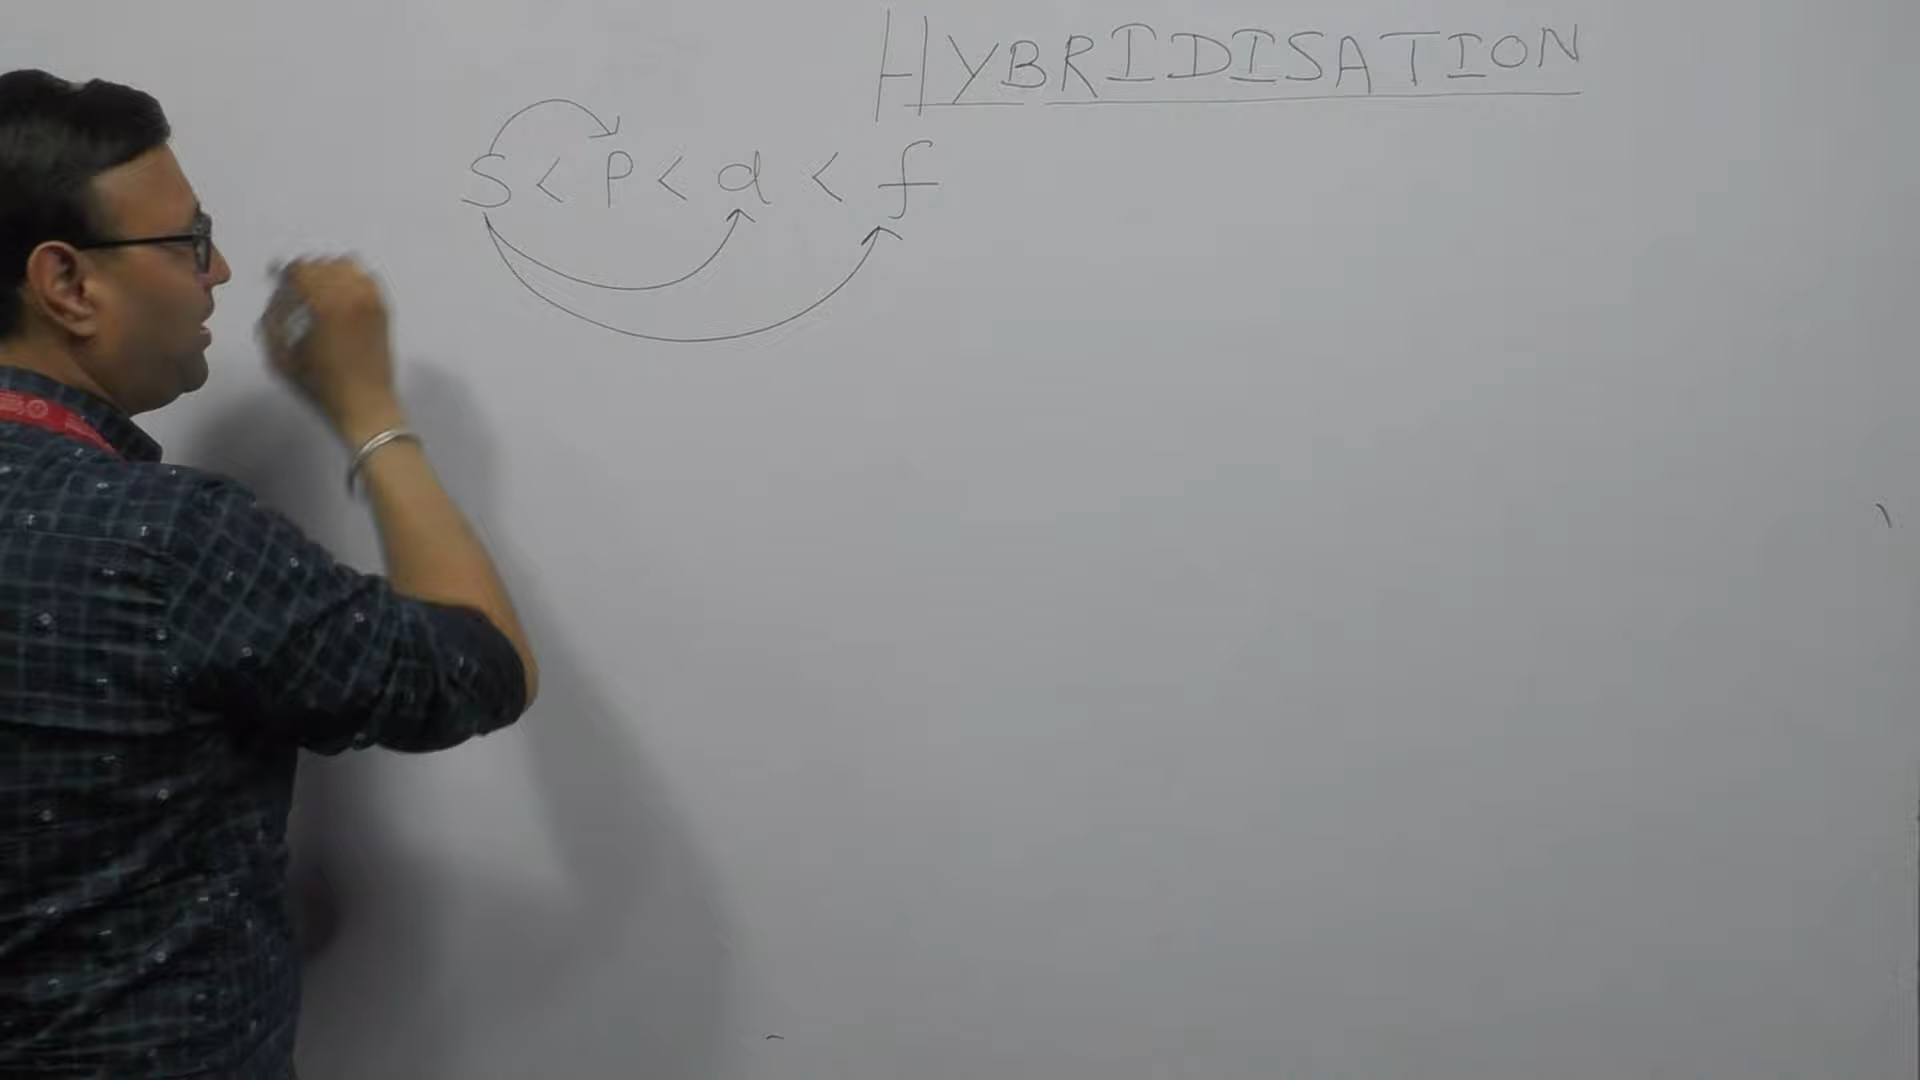 HYBRIDISATION
S < P < d < f